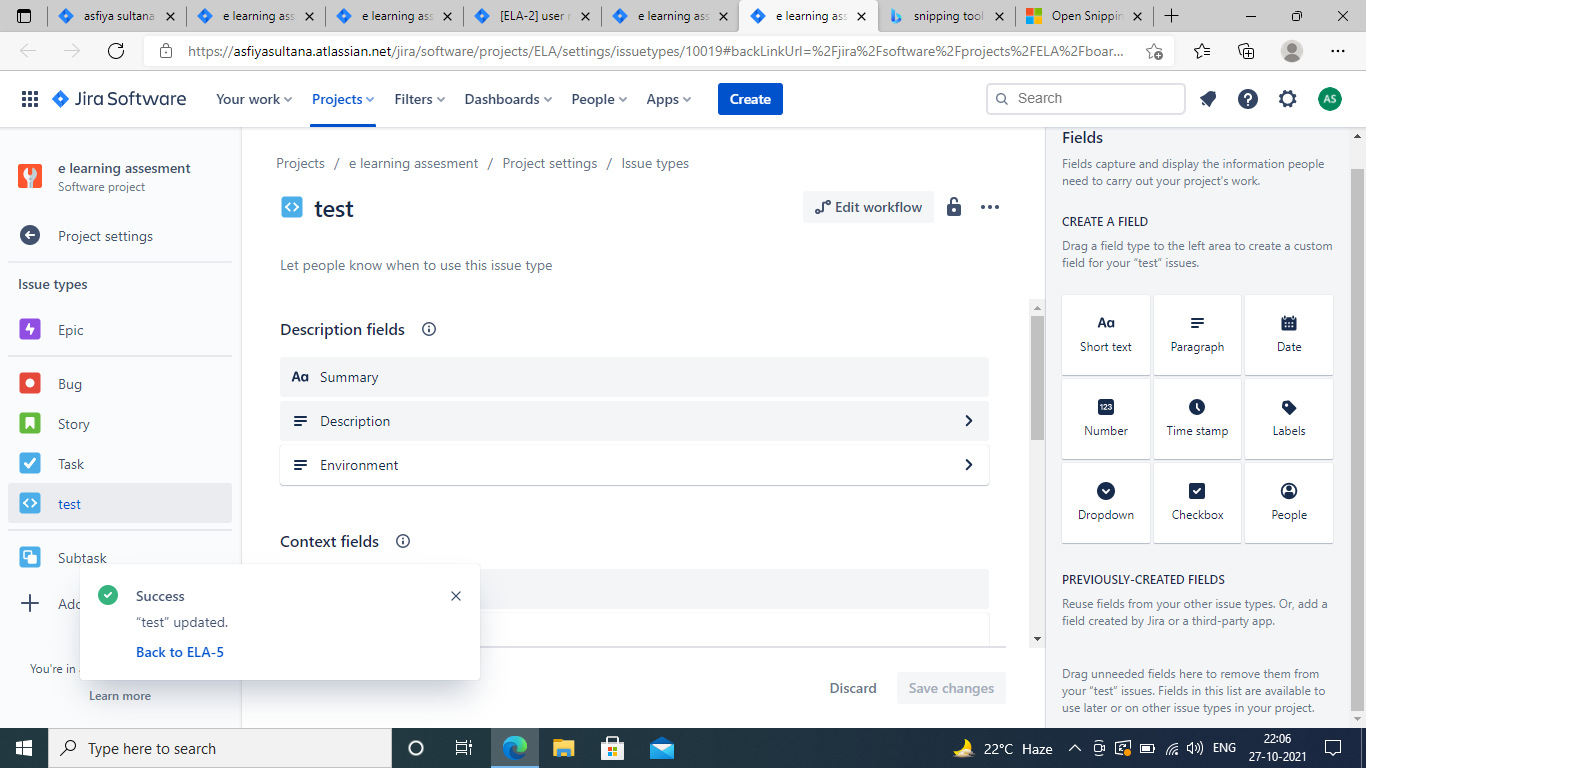 asfiya sultana
e learning ass
e learning ass
[ELA-2] user
e learning ass
e learning ass
snipping tool
Open Snippin
https://asfiyasultana.atlassian.net/jira/software/projects/ELA/settings/issuetypes/10019#backLinkUrl=%2Fjira%2Fsoftware%2Fprojects%2FELA%2Fboar...
Jira Software
Your work
Projects
Filters
Dashboards
People
Apps
Create
Search
AS
e learning assesment
Software project
Project settings
Issue types
Epic
Bug
Story
Task
test
Subtask
Add
You're in
Learn more
Projects / e learning assesment / Project settings / Issue types
test
Edit workflow
Let people know when to use this issue type
Description fields
Aa Summary
Description
Environment
Context fields
Success
“test” updated.
Back to ELA-5
Discard
Save changes
Fields
Fields capture and display the information people
need to carry out your project's work.
CREATE A FIELD
Drag a field type to the left area to create a custom
field for your “test” issues.
Aa
Short text
Paragraph
Date
123
Number
Time stamp
Labels
Dropdown
Checkbox
People
PREVIOUSLY-CREATED FIELDS
Reuse fields from your other issue types. Or, add a
field created by Jira or a third-party app.
Drag unneeded fields here to remove them from
your “test” issues. Fields in this list are available to
use later or on other issue types in your project.
Type here to search
22°C Haze
ENG
22:06
27-10-2021